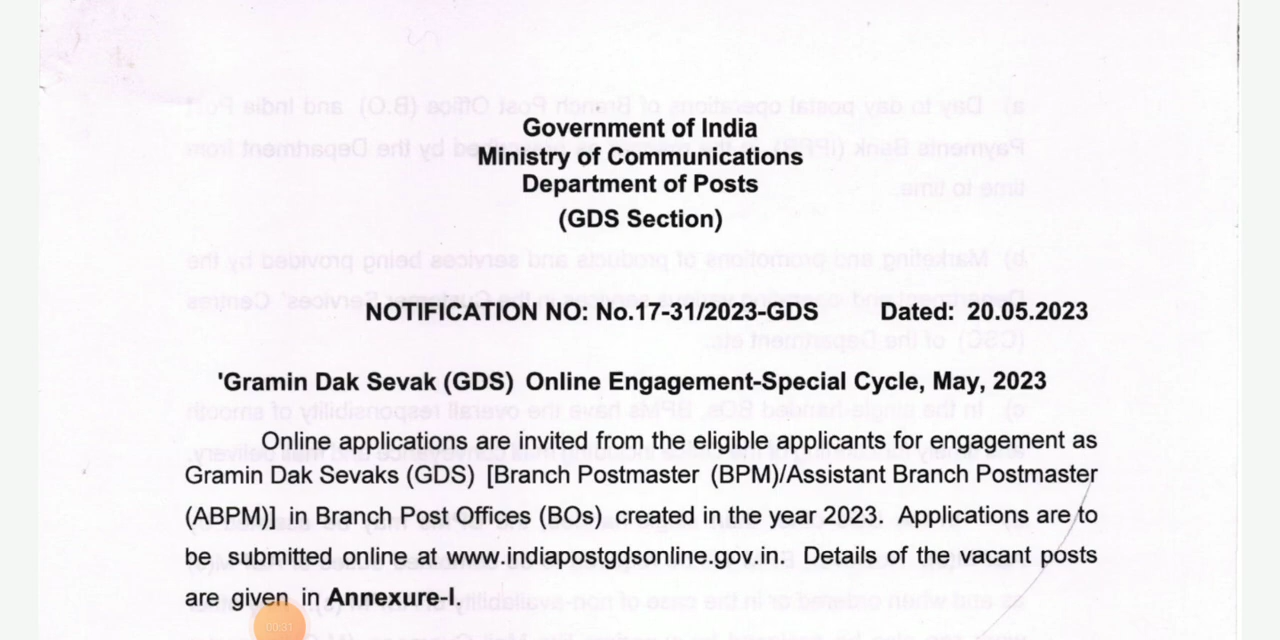 Government of India
Ministry of Communications
Department of Posts
(GDS Section)
NOTIFICATION NO: No.17-31/2023-GDS Dated: 20.05.2023
'Gramin Dak Sevak (GDS) Online Engagement-Special Cycle, May, 2023
Online applications are invited from the eligible applicants for engagement as
Gramin Dak Sevaks (GDS) [Branch Postmaster (BPM)/Assistant Branch Postmaster
(ABPM)] in Branch Post Offices (BOs) created in the year 2023. Applications are to
be submitted online at www.indiapostgdsonline.gov.in. Details of the vacant posts
are given in Annexure-I.
00:31